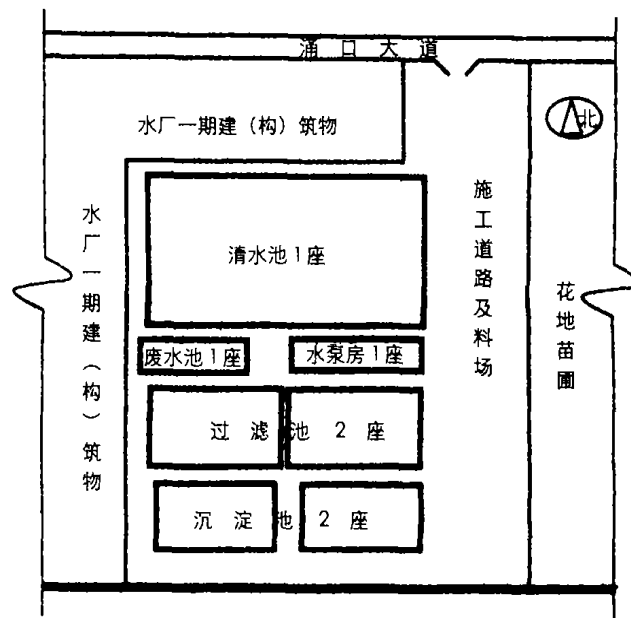 涌口大道
水厂一期建（构）筑物
北
水厂一期建（构）筑物
清水池1座
施工道路及料场
花地苗圃
废水池1座
水泵房1座
过滤池2座
沉淀池2座